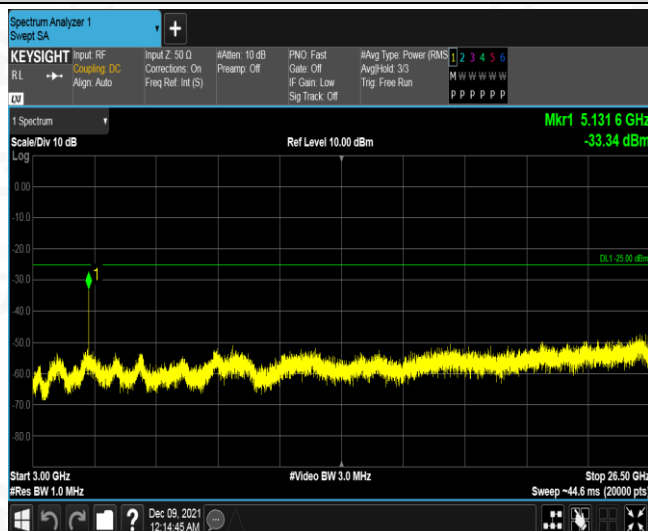 Spectrum Analyzer 1
Swept SA
KEYSIGHT
RL
LXI
Input: RF
Coupling: DC
Align: Auto
Input Z: 50 Ω
Corrections: On
Freq Ref: Int (S)
#Atten: 10 dB
Preamp: Off
PNO: Fast
Gate: Off
IF Gain: Low
Sig Track: Off
#Avg Type: Power (RMS
Avg|Hold: 3/3
Trig: Free Run
1 2 3 4 5 6
M W W W W W
P P P P P P
1 Spectrum
Scale/Div 10 dB
Ref Level 10.00 dBm
Mkr1 5.131 6 GHz
-33.34 dBm
Log
0.00
-10.0
-20.0
DL1 -25.00 dBm
1
-30.0
-40.0
-50.0
-60.0
-70.0
-80.0
Start 3.00 GHz
#Res BW 1.0 MHz
#Video BW 3.0 MHz
Stop 26.50 GHz
Sweep ~44.6 ms (20000 pts)
?
Dec 09, 2021
12:14:45 AM